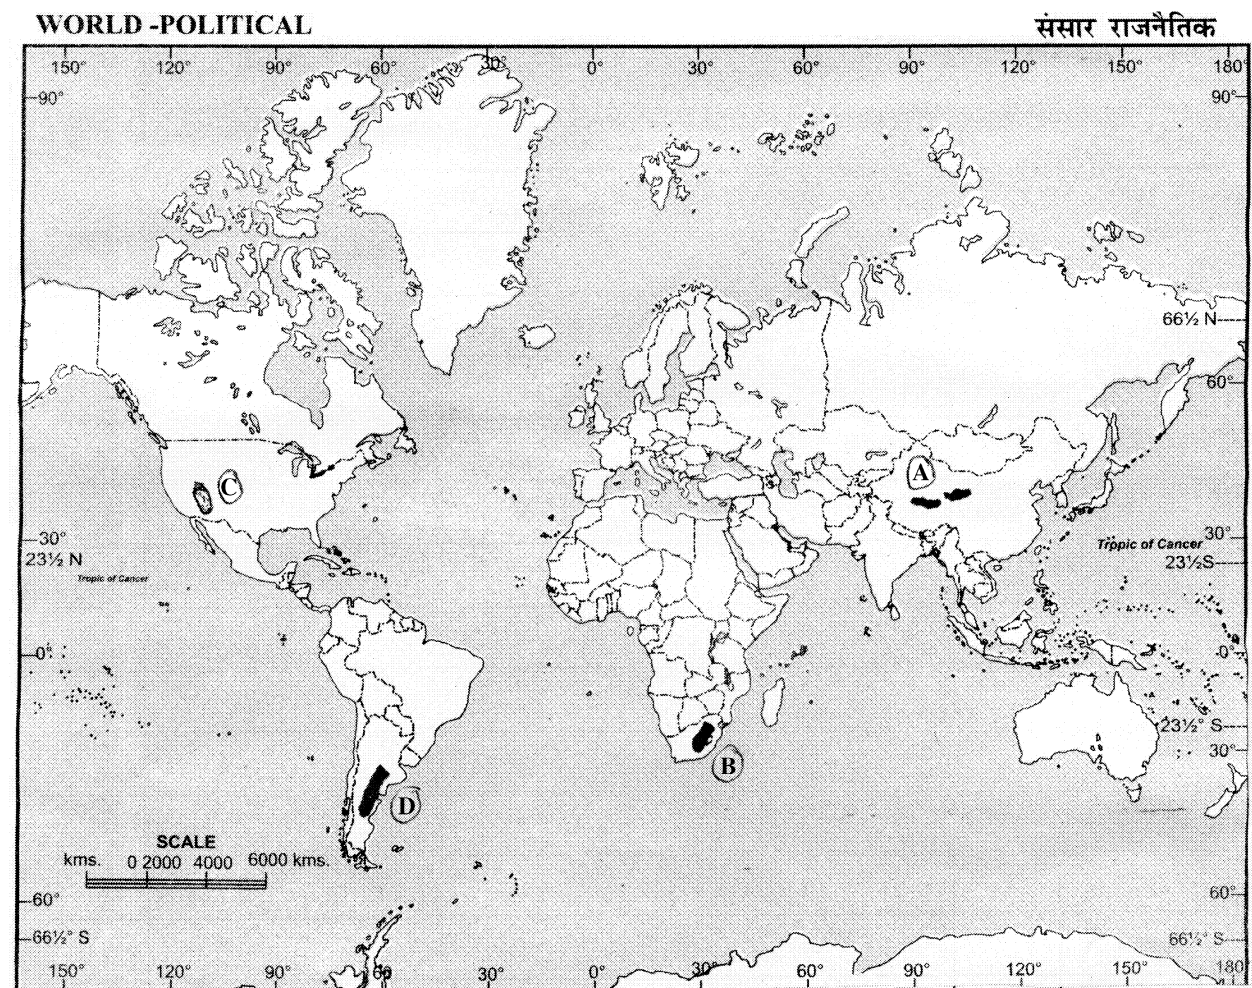 WORLD -POLITICAL
संसार राजनैतिक
150° 120° 90° 60° 30° 0° 30° 60° 90° 120° 150° 180°
90° 90°
66½ N
60°
A
C
30° 30°
23½ N
Tropic of Cancer
Tropic of Cancer
23½S
0° 0°
23½° S
30°
B
D
SCALE
kms. 0 2000 4000 6000 kms.
60° 60°
66½° S 66½° S
150° 120° 90° 60° 30° 0° 30° 60° 90° 120° 150° 180°